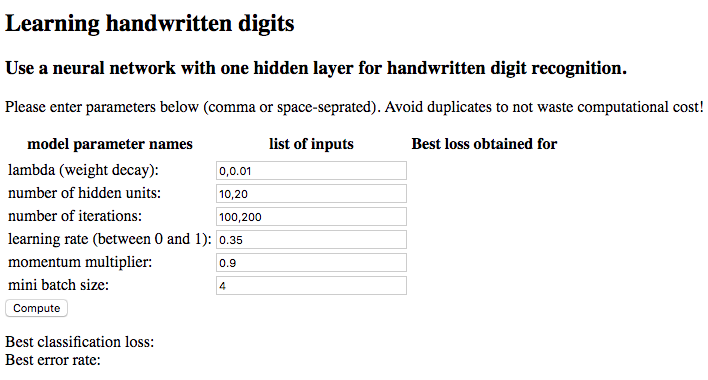 Learning handwritten digits
Use a neural network with one hidden layer for handwritten digit recognition.
Please enter parameters below (comma or space-seprated). Avoid duplicates to not waste computational cost!
model parameter names list of inputs Best loss obtained for
lambda (weight decay): 0,0.01
number of hidden units: 10,20
number of iterations: 100,200
learning rate (between 0 and 1): 0.35
momentum multiplier: 0.9
mini batch size: 4
Compute
Best classification loss:
Best error rate: